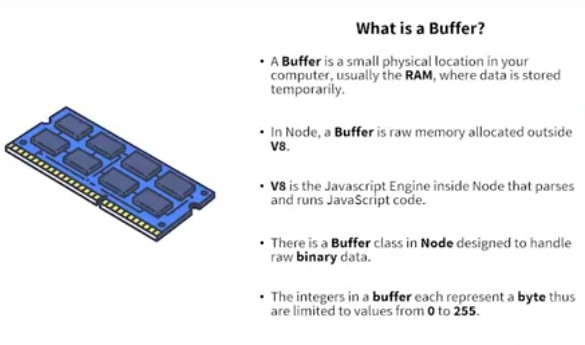 What is a Buffer?
• A Buffer is a small physical location in your
computer, usually the RAM, where data is stored
temporarily.
• In Node, a Buffer is raw memory allocated outside
V8.
• V8 is the Javascript Engine inside Node that parses
and runs JavaScript code.
• There is a Buffer class in Node designed to handle
raw binary data.
• The integers in a buffer each represent a byte thus
are limited to values from 0 to 255.